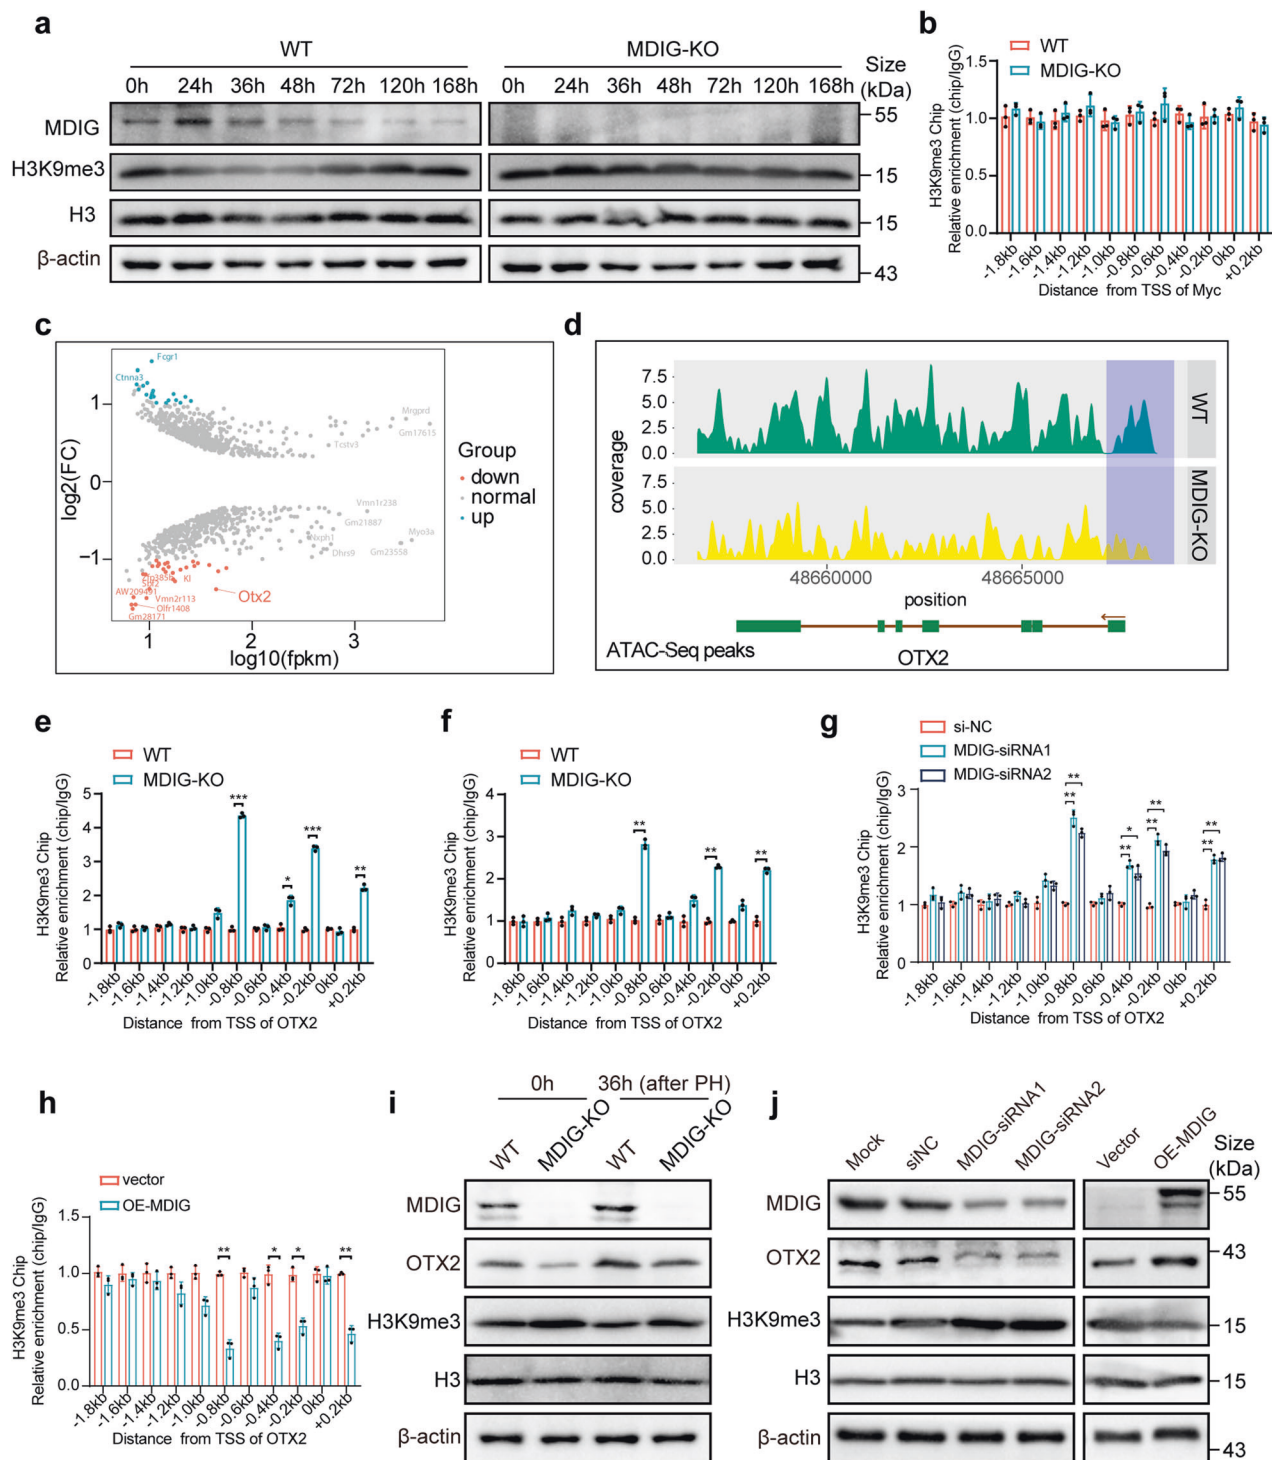 a
WT
MDIG-KO
Size
(kDa)
0h 24h 36h 48h 72h 120h 168h
0h 24h 36h 48h 72h 120h 168h
MDIG
55
H3K9me3
15
H3
15
β-actin
43
b
WT
MDIG-KO
H3K9me3 Chip
Relative enrichment (chip/IgG)
1.5
1.0
0.5
0.0
-1.8kb
-1.6kb
-1.4kb
-1.2kb
-1.0kb
-0.8kb
-0.6kb
-0.4kb
-0.2kb
0kb
+0.2kb
Distance from TSS of Myc
c
log2(FC)
1
0
−1
Fcgr1
Ctnna3
Mrgprd
Gm17615
Tcstv3
Vmn1r238
Gm21887
Nxph1
Myo3a
Dhrs9
Gm23558
Kl
AW209491
Vmn2r113
Olfr1408
Gm28171
Otx2
1 2 3
log10(fpkm)
Group
down
normal
up
d
coverage
7.5
5.0
2.5
0.0
WT
7.5
5.0
2.5
0.0
MDIG-KO
48660000 48665000
position
ATAC-Seq peaks
OTX2
e
WT
MDIG-KO
H3K9me3 Chip
Relative enrichment (chip/IgG)
5
4
3
2
1
0
***
*
***
**
-1.8kb
-1.6kb
-1.4kb
-1.2kb
-1.0kb
-0.8kb
-0.6kb
-0.4kb
-0.2kb
0kb
+0.2kb
Distance from TSS of OTX2
f
WT
MDIG-KO
H3K9me3 Chip
Relative enrichment (chip/IgG)
4
3
2
1
0
**
**
**
-1.8kb
-1.6kb
-1.4kb
-1.2kb
-1.0kb
-0.8kb
-0.6kb
-0.4kb
-0.2kb
0kb
+0.2kb
Distance from TSS of OTX2
g
si-NC
MDIG-siRNA1
MDIG-siRNA2
H3K9me3 Chip
Relative enrichment (chip/IgG)
3
2
1
0
**
**
*
**
**
**
**
**
-1.8kb
-1.6kb
-1.4kb
-1.2kb
-1.0kb
-0.8kb
-0.6kb
-0.4kb
-0.2kb
0kb
+0.2kb
Distance from TSS of OTX2
h
vector
OE-MDIG
H3K9me3 Chip
Relative enrichment (chip/IgG)
1.5
1.0
0.5
0.0
**
*
*
**
-1.8kb
-1.6kb
-1.4kb
-1.2kb
-1.0kb
-0.8kb
-0.6kb
-0.4kb
-0.2kb
0kb
+0.2kb
Distance from TSS of OTX2
i
0h 36h (after PH)
WT
MDIG-KO
WT
MDIG-KO
MDIG
OTX2
H3K9me3
H3
β-actin
j
Mock
siNC
MDIG-siRNA1
MDIG-siRNA2
Vector
OE-MDIG
Size
(kDa)
MDIG
55
OTX2
43
H3K9me3
15
H3
15
β-actin
43